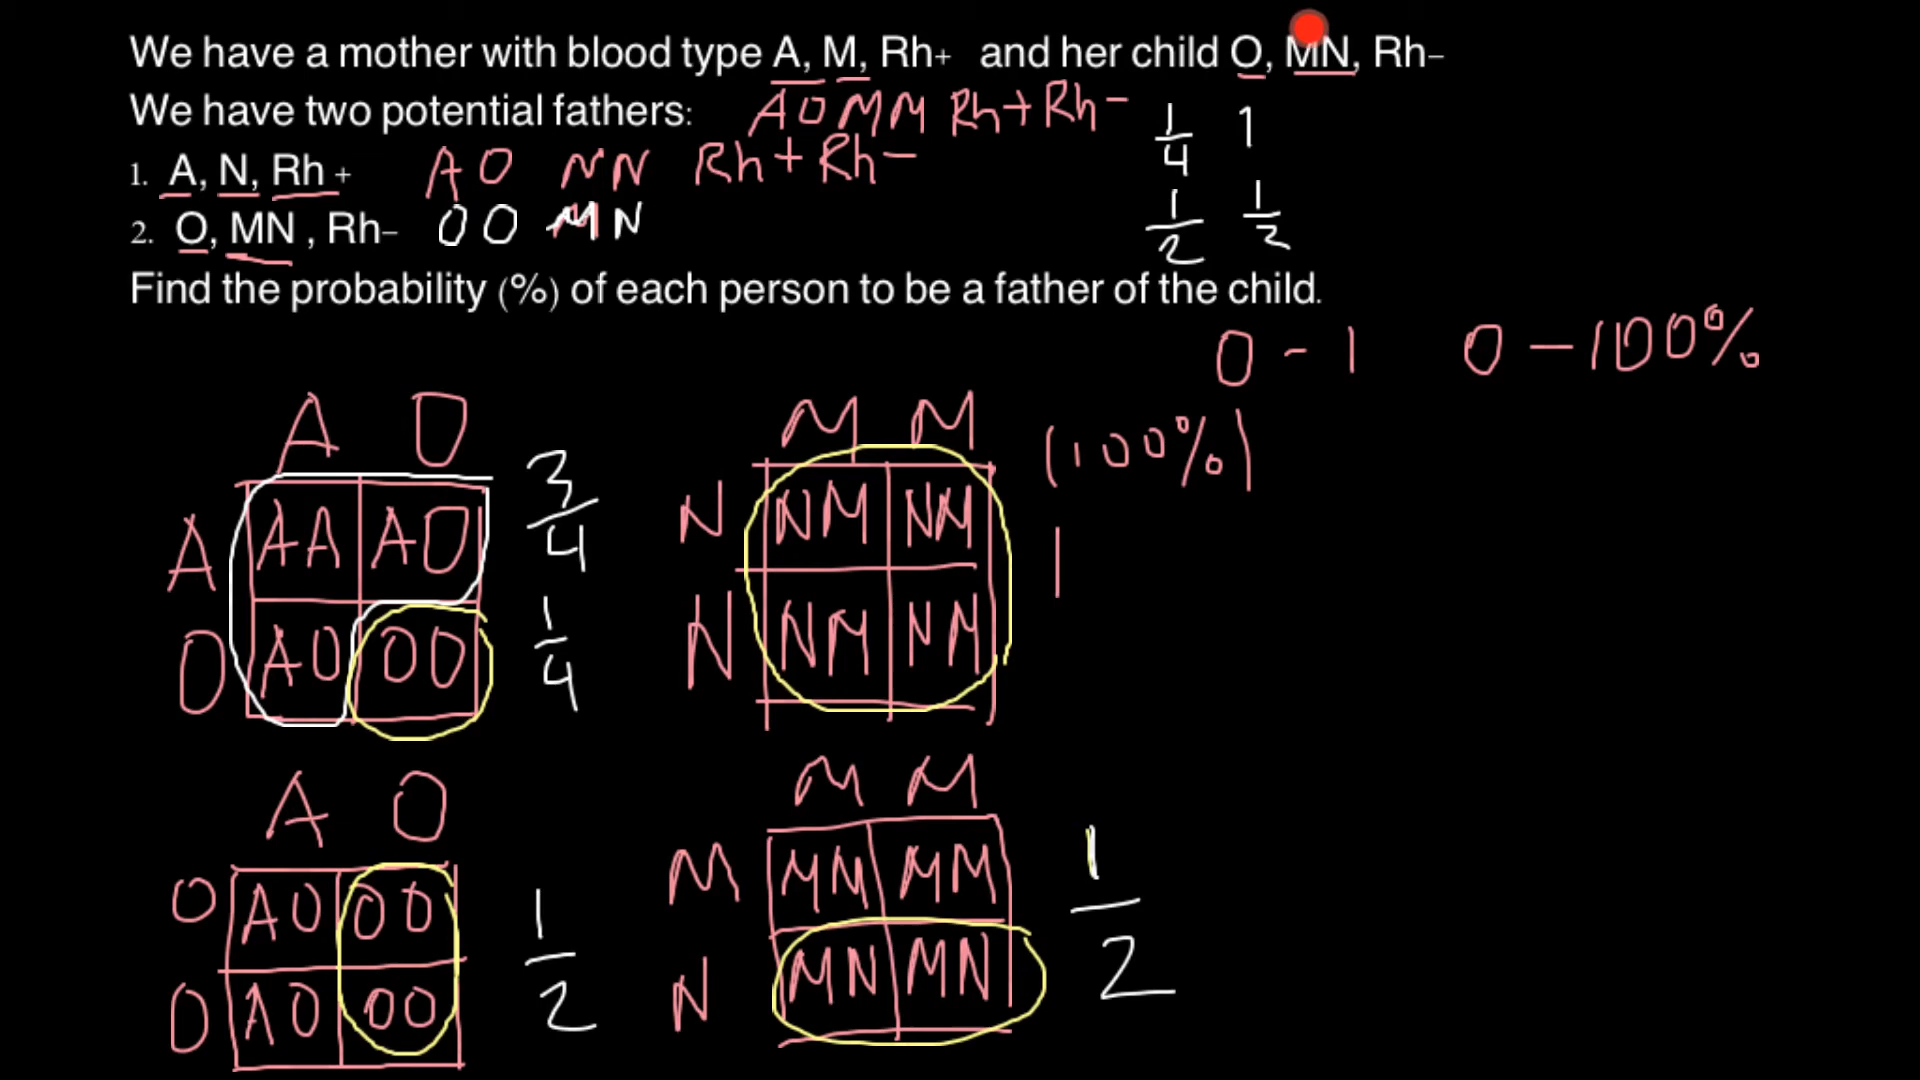 We have a mother with blood type A, M, Rh+ and her child O, MN, Rh−
We have two potential fathers: AO MM Rh+Rh− 1/4 1
1. A, N, Rh + AO NN Rh+Rh−
2. O, MN , Rh− OO MN 1/2 1/2
Find the probability (%) of each person to be a father of the child.
0 - 1 0 - 100%
A O M M (100%)
A AA AO 3/4 N NM NM
O AO OO 1/4 N NM NM 1
A O M M
O AO OO M MN MM
O AO OO 1/2 N MN MN 1/2